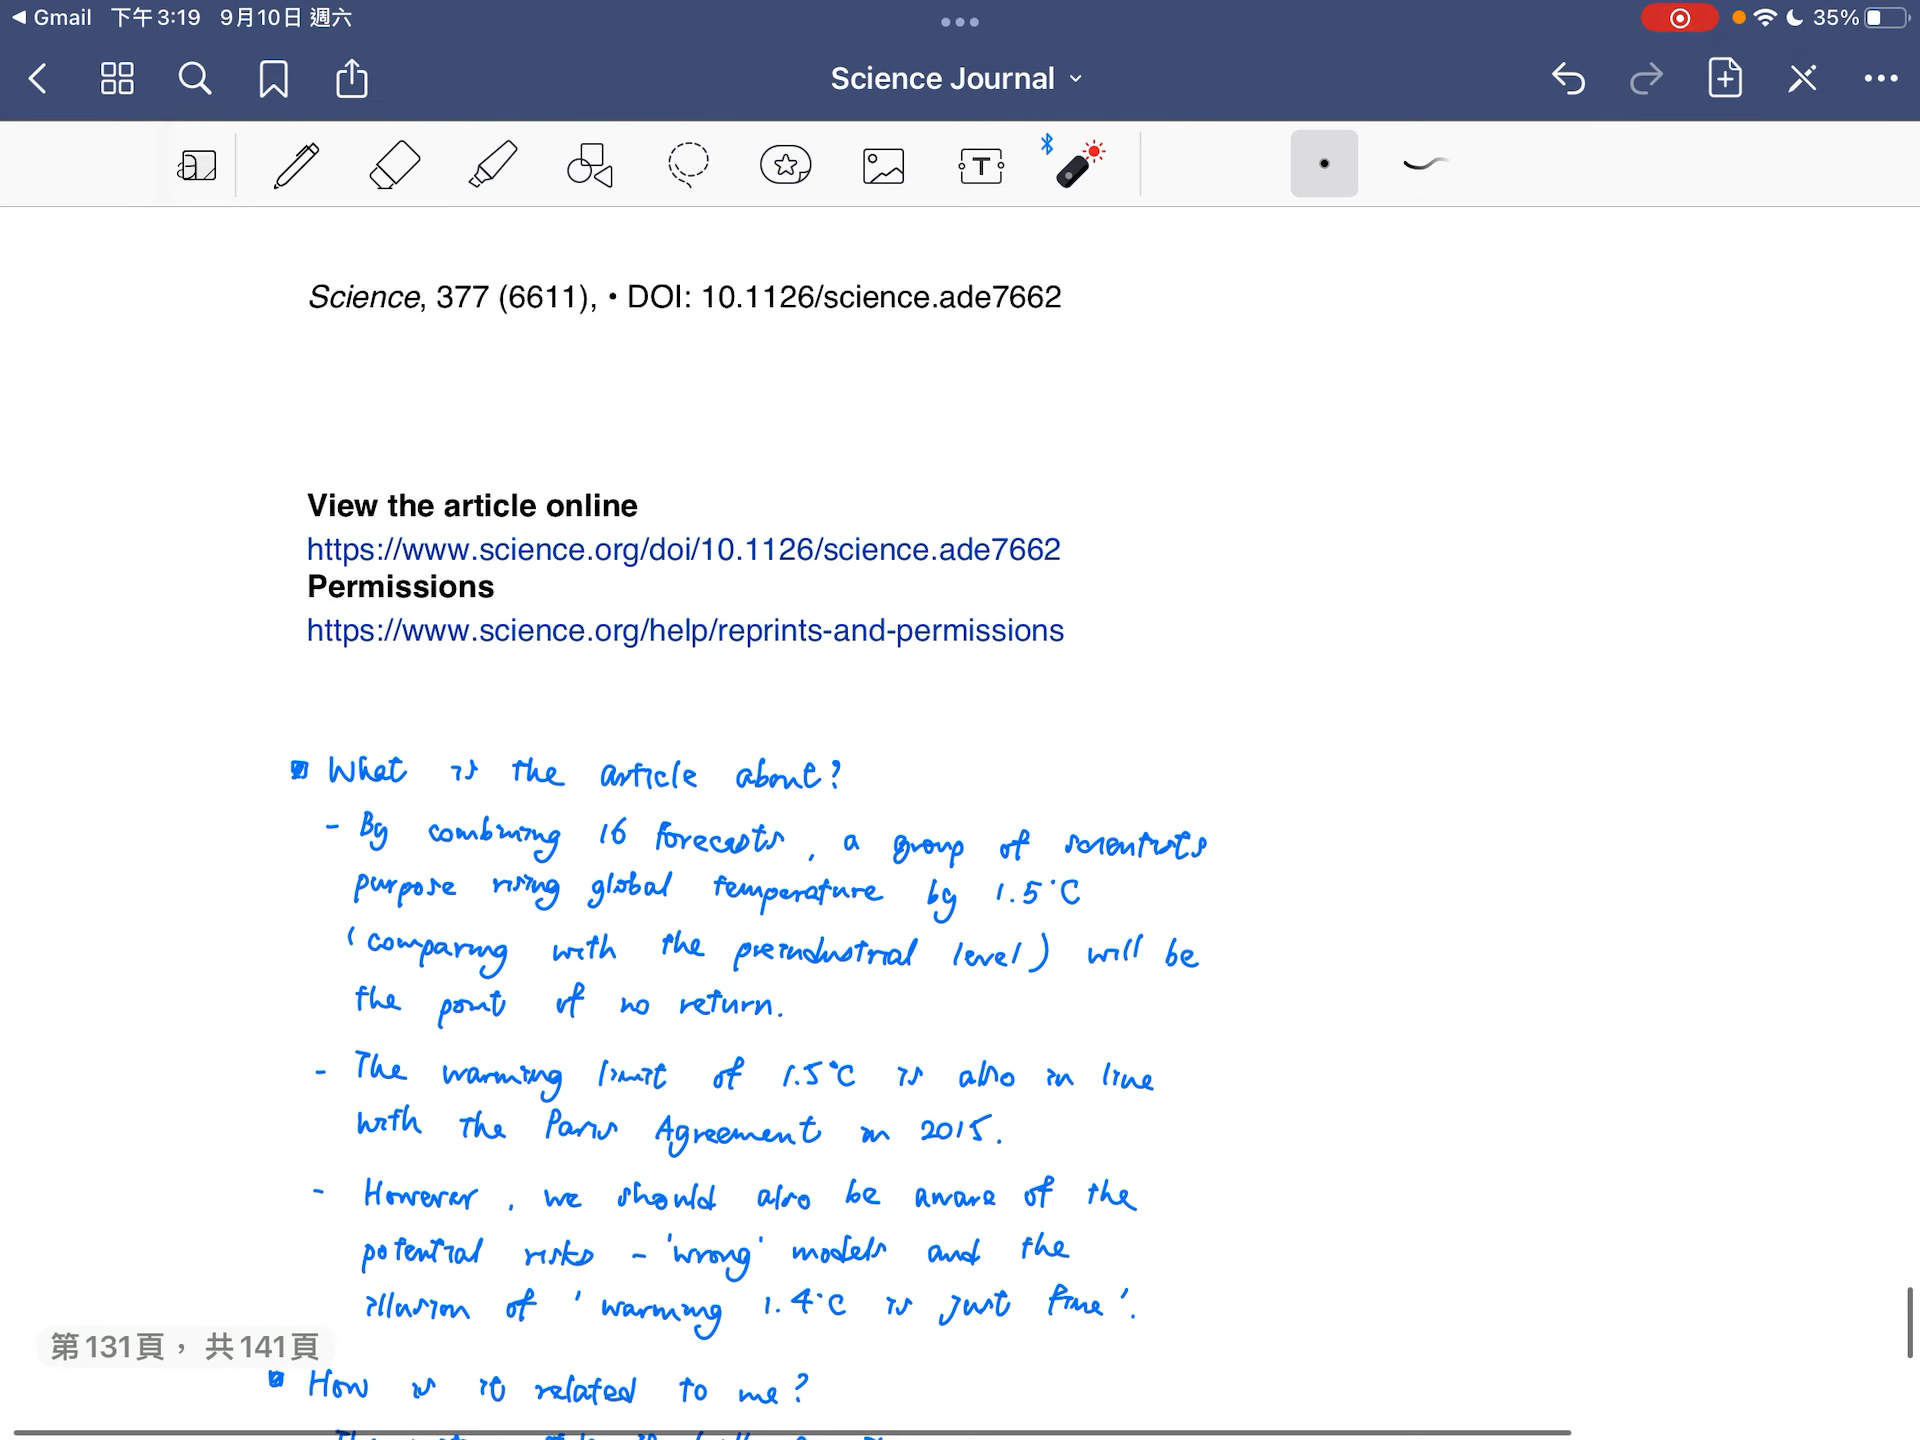 Gmail 下午3:19 9月10日 週六
35%
Science Journal
Science, 377 (6611), • DOI: 10.1126/science.ade7662
View the article online
https://www.science.org/doi/10.1126/science.ade7662
Permissions
https://www.science.org/help/reprints-and-permissions
What is the article about?
- By combining 16 forecasts, a group of scientists
purpose rising global temperature by 1.5°C
(comparing with the preindustrial level) will be
the point of no return.
- The warming limit of 1.5°C is also in line
with the Paris Agreement in 2015.
- However, we should also be aware of the
potential risks - 'wrong' models and the
illusion of 'warming 1.4°C is just fine'.
第131頁，共141頁
How is it related to me?